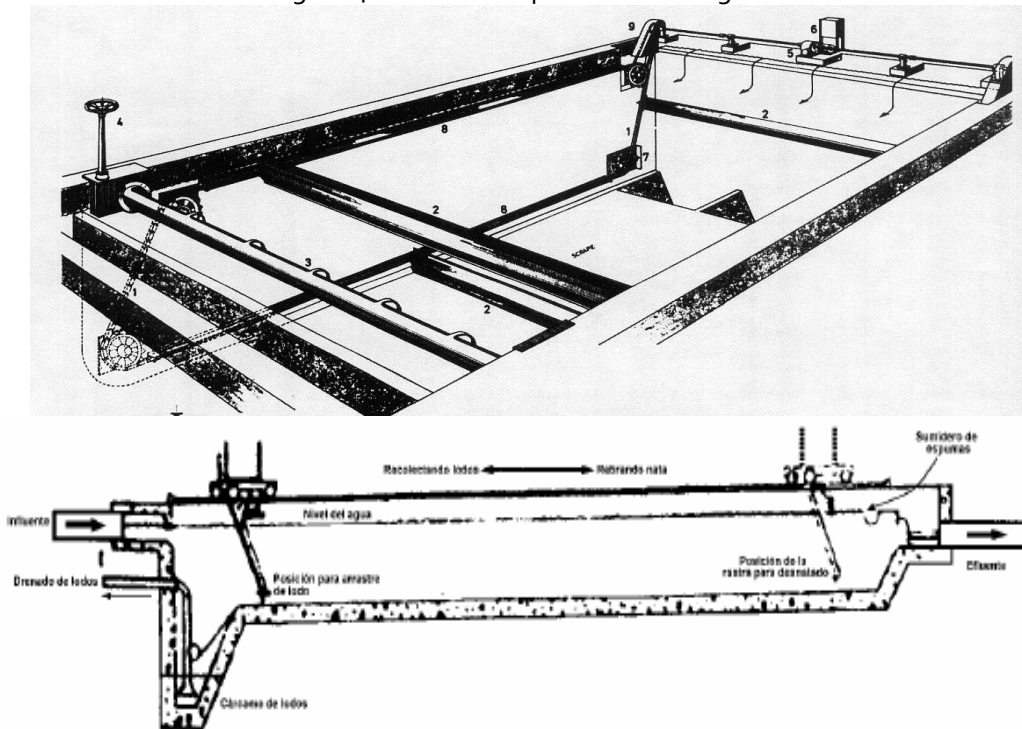 9
6
5
4
8
2
1
7
2
8
SCRAPE
3
1
2
Sumidero de
espumas
Recolectando lodos
Retirando nata
Influente
Nivel del agua
Drenado de lodos
Posición para arrastre
de lodo
Posición de la
rastra para desnatado
Efluente
Cárcamo de lodos